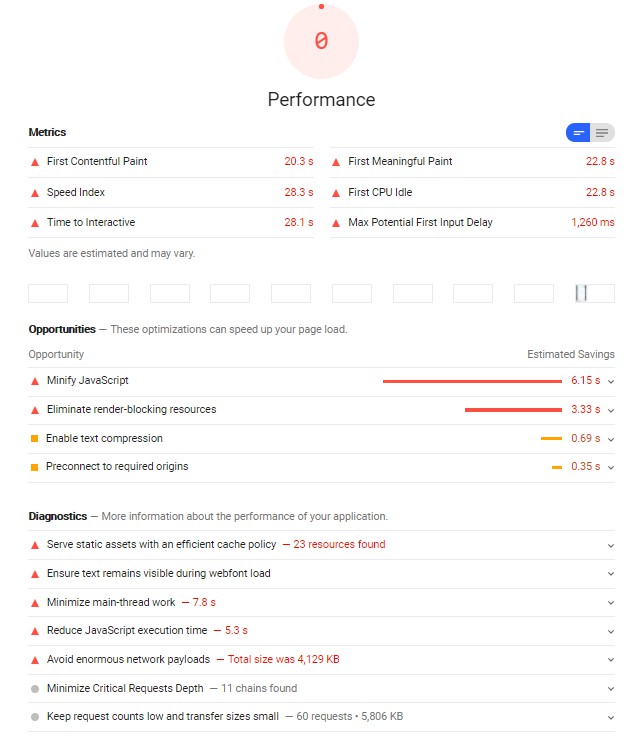 0
Performance
Metrics
First Contentful Paint 20.3 s
First Meaningful Paint 22.8 s
Speed Index 28.3 s
First CPU Idle 22.8 s
Time to Interactive 28.1 s
Max Potential First Input Delay 1,260 ms
Values are estimated and may vary.
Opportunities — These optimizations can speed up your page load.
Opportunity Estimated Savings
Minify JavaScript 6.15 s
Eliminate render-blocking resources 3.33 s
Enable text compression 0.69 s
Preconnect to required origins 0.35 s
Diagnostics — More information about the performance of your application.
Serve static assets with an efficient cache policy — 23 resources found
Ensure text remains visible during webfont load
Minimize main-thread work — 7.8 s
Reduce JavaScript execution time — 5.3 s
Avoid enormous network payloads — Total size was 4,129 KB
Minimize Critical Requests Depth — 11 chains found
Keep request counts low and transfer sizes small — 60 requests • 5,806 KB